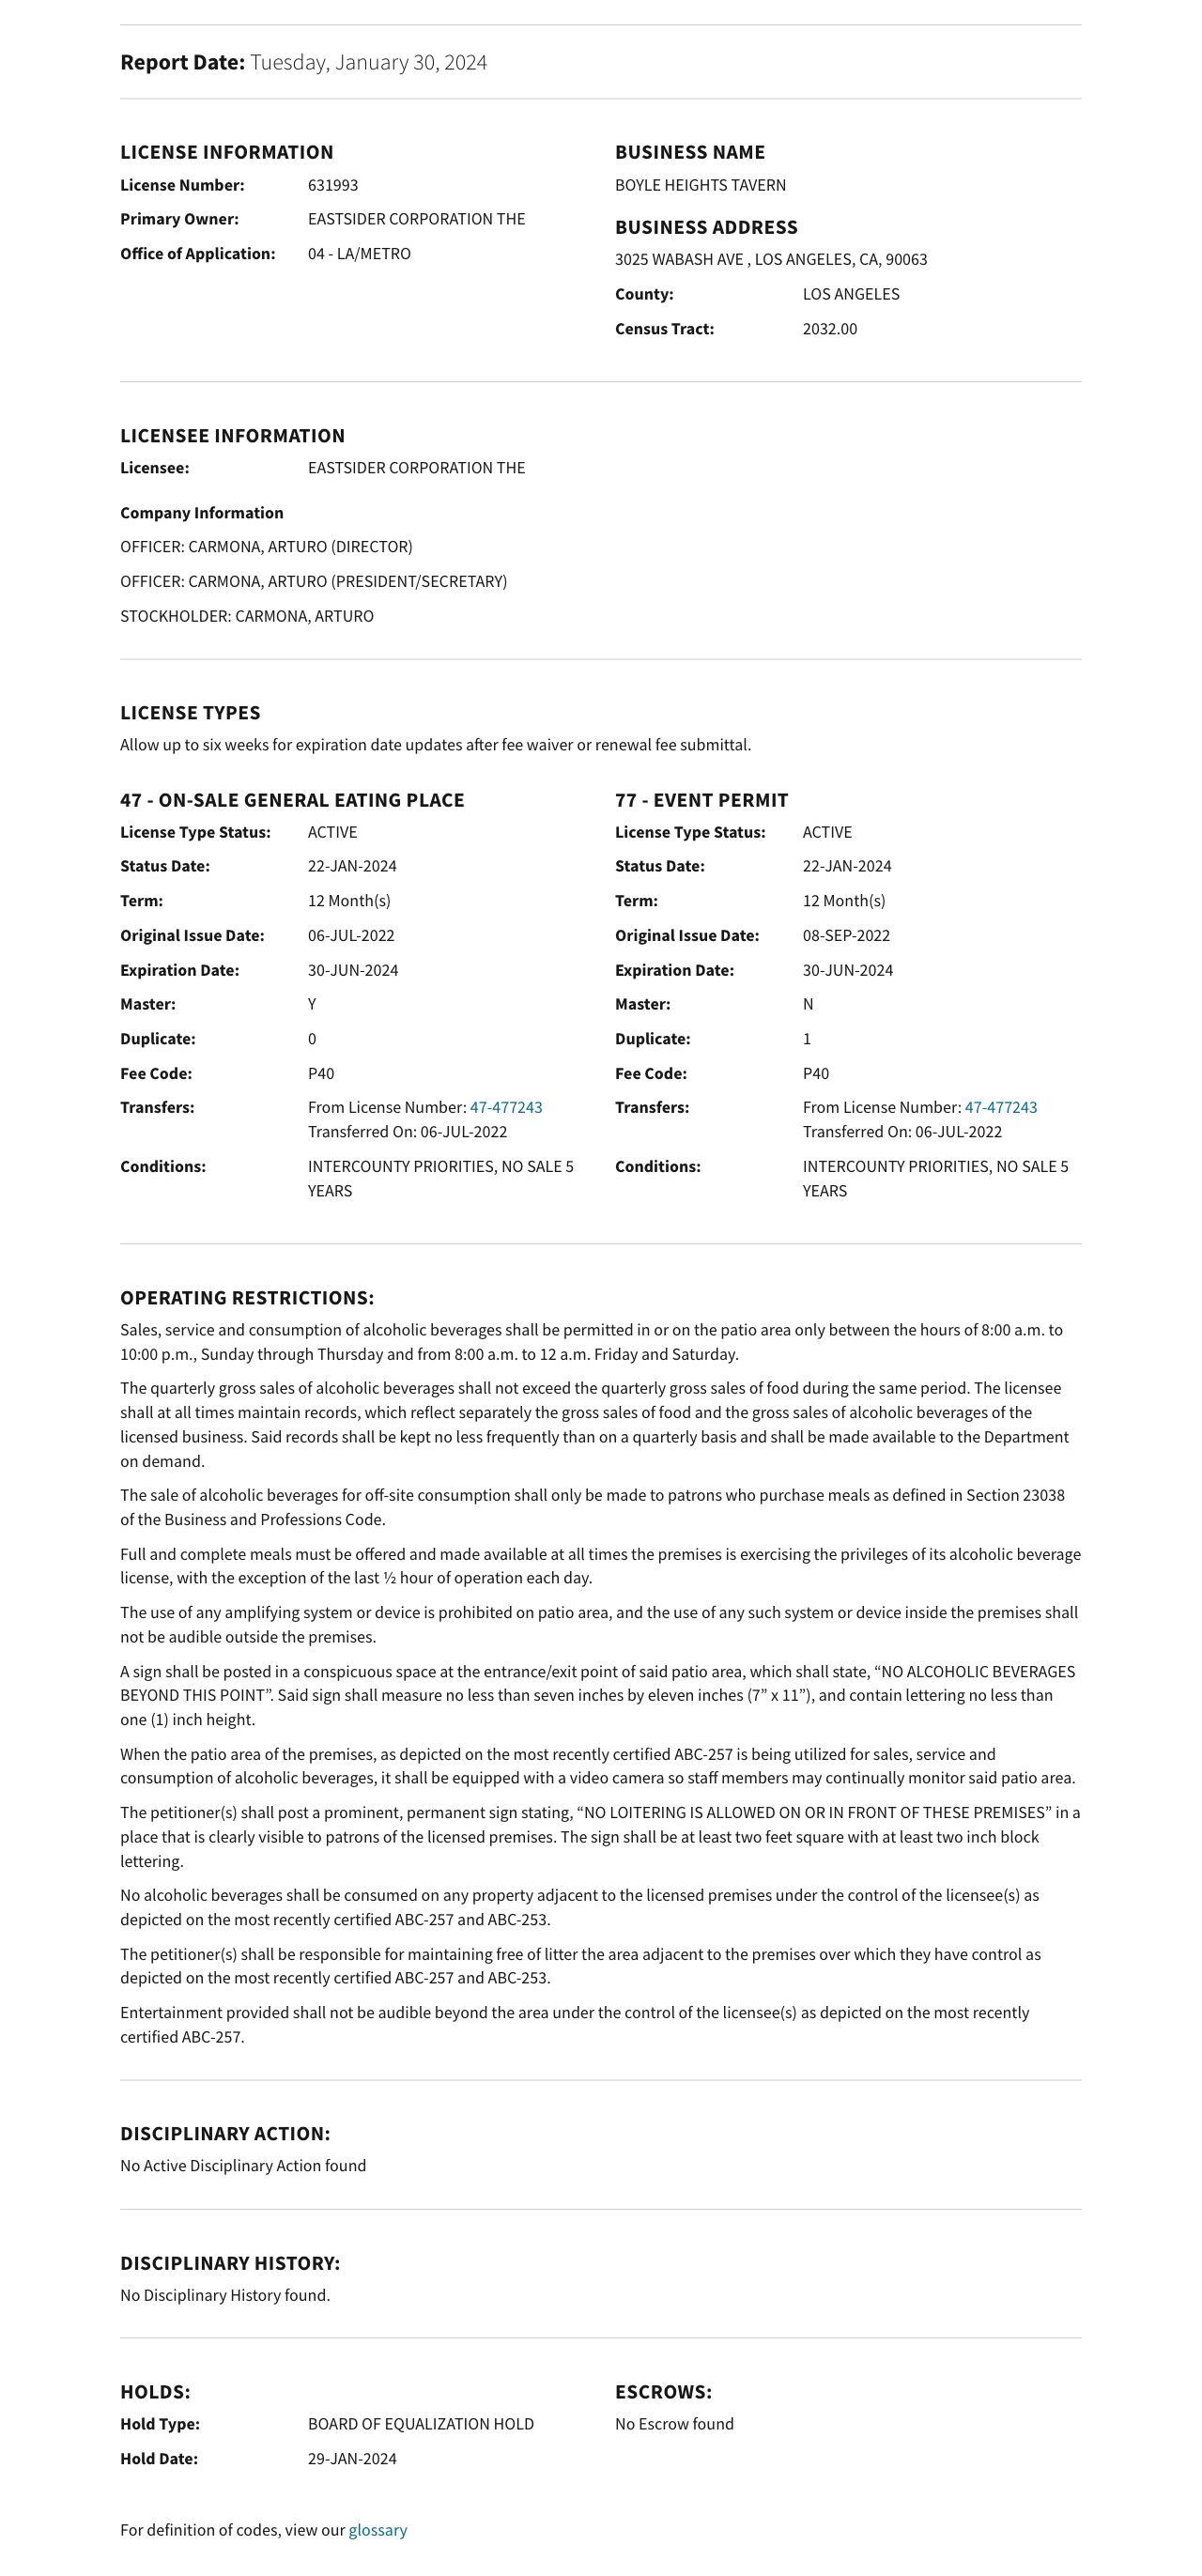 Report Date: Tuesday, January 30, 2024
LICENSE INFORMATION
License Number: 631993
Primary Owner: EASTSIDER CORPORATION THE
Office of Application: 04 - LA/METRO
BUSINESS NAME
BOYLE HEIGHTS TAVERN
BUSINESS ADDRESS
3025 WABASH AVE , LOS ANGELES, CA, 90063
County: LOS ANGELES
Census Tract: 2032.00
LICENSEE INFORMATION
Licensee: EASTSIDER CORPORATION THE
Company Information
OFFICER: CARMONA, ARTURO (DIRECTOR)
OFFICER: CARMONA, ARTURO (PRESIDENT/SECRETARY)
STOCKHOLDER: CARMONA, ARTURO
LICENSE TYPES
Allow up to six weeks for expiration date updates after fee waiver or renewal fee submittal.
47 - ON-SALE GENERAL EATING PLACE
License Type Status: ACTIVE
Status Date: 22-JAN-2024
Term: 12 Month(s)
Original Issue Date: 06-JUL-2022
Expiration Date: 30-JUN-2024
Master: Y
Duplicate: 0
Fee Code: P40
Transfers: From License Number: 47-477243
Transferred On: 06-JUL-2022
Conditions: INTERCOUNTY PRIORITIES, NO SALE 5
YEARS
77 - EVENT PERMIT
License Type Status: ACTIVE
Status Date: 22-JAN-2024
Term: 12 Month(s)
Original Issue Date: 08-SEP-2022
Expiration Date: 30-JUN-2024
Master: N
Duplicate: 1
Fee Code: P40
Transfers: From License Number: 47-477243
Transferred On: 06-JUL-2022
Conditions: INTERCOUNTY PRIORITIES, NO SALE 5
YEARS
OPERATING RESTRICTIONS:
Sales, service and consumption of alcoholic beverages shall be permitted in or on the patio area only between the hours of 8:00 a.m. to
10:00 p.m., Sunday through Thursday and from 8:00 a.m. to 12 a.m. Friday and Saturday.
The quarterly gross sales of alcoholic beverages shall not exceed the quarterly gross sales of food during the same period. The licensee
shall at all times maintain records, which reflect separately the gross sales of food and the gross sales of alcoholic beverages of the
licensed business. Said records shall be kept no less frequently than on a quarterly basis and shall be made available to the Department
on demand.
The sale of alcoholic beverages for off-site consumption shall only be made to patrons who purchase meals as defined in Section 23038
of the Business and Professions Code.
Full and complete meals must be offered and made available at all times the premises is exercising the privileges of its alcoholic beverage
license, with the exception of the last ½ hour of operation each day.
The use of any amplifying system or device is prohibited on patio area, and the use of any such system or device inside the premises shall
not be audible outside the premises.
A sign shall be posted in a conspicuous space at the entrance/exit point of said patio area, which shall state, “NO ALCOHOLIC BEVERAGES
BEYOND THIS POINT”. Said sign shall measure no less than seven inches by eleven inches (7” x 11”), and contain lettering no less than
one (1) inch height.
When the patio area of the premises, as depicted on the most recently certified ABC-257 is being utilized for sales, service and
consumption of alcoholic beverages, it shall be equipped with a video camera so staff members may continually monitor said patio area.
The petitioner(s) shall post a prominent, permanent sign stating, “NO LOITERING IS ALLOWED ON OR IN FRONT OF THESE PREMISES” in a
place that is clearly visible to patrons of the licensed premises. The sign shall be at least two feet square with at least two inch block
lettering.
No alcoholic beverages shall be consumed on any property adjacent to the licensed premises under the control of the licensee(s) as
depicted on the most recently certified ABC-257 and ABC-253.
The petitioner(s) shall be responsible for maintaining free of litter the area adjacent to the premises over which they have control as
depicted on the most recently certified ABC-257 and ABC-253.
Entertainment provided shall not be audible beyond the area under the control of the licensee(s) as depicted on the most recently
certified ABC-257.
DISCIPLINARY ACTION:
No Active Disciplinary Action found
DISCIPLINARY HISTORY:
No Disciplinary History found.
HOLDS:
Hold Type: BOARD OF EQUALIZATION HOLD
Hold Date: 29-JAN-2024
ESCROWS:
No Escrow found
For definition of codes, view our glossary